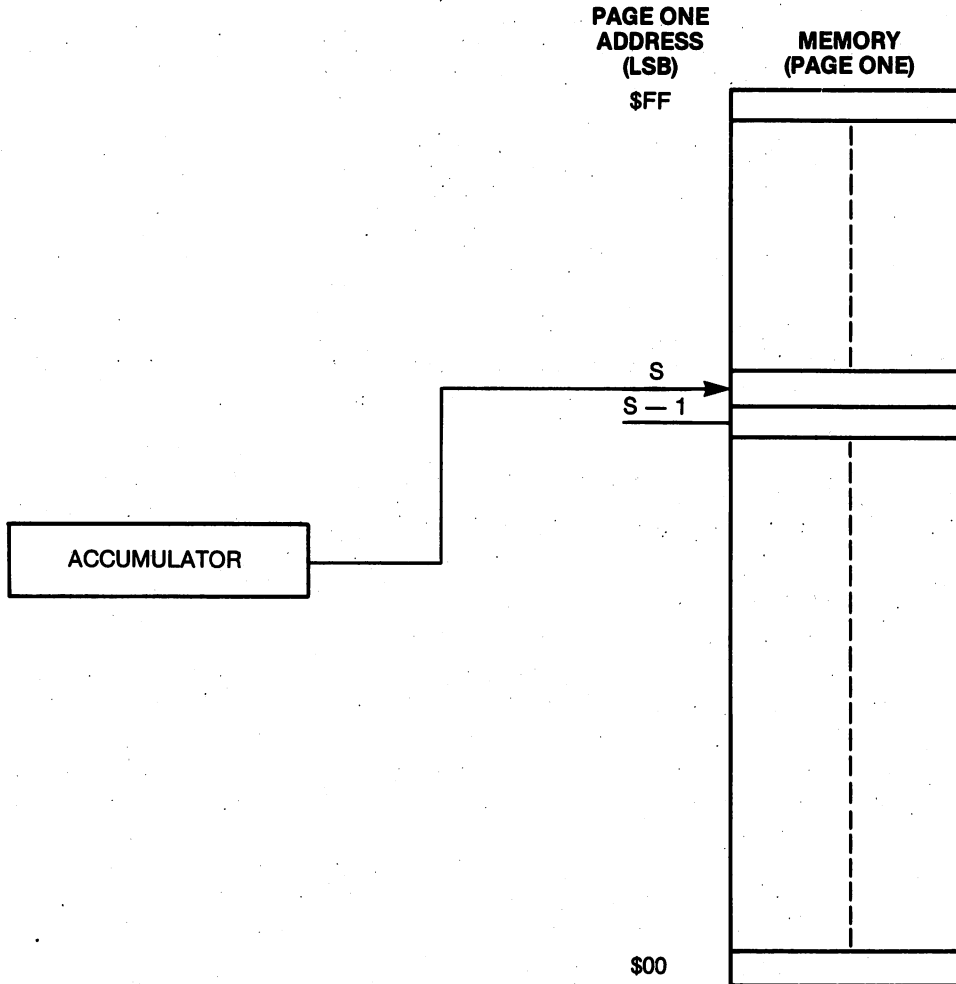 PAGE ONE
ADDRESS
(LSB)
MEMORY
(PAGE ONE)
$FF
S
S — 1
ACCUMULATOR
$00